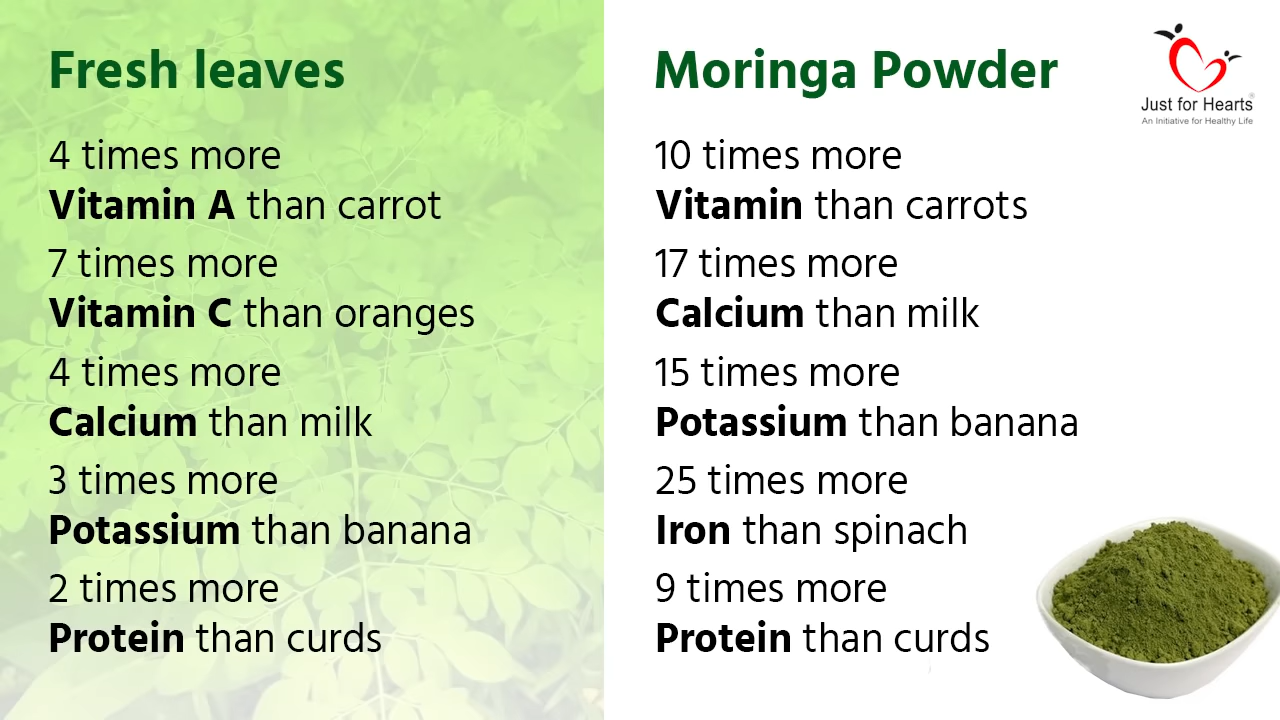 Fresh leaves
4 times more
Vitamin A than carrot
7 times more
Vitamin C than oranges
4 times more
Calcium than milk
3 times more
Potassium than banana
2 times more
Protein than curds
Moringa Powder
10 times more
Vitamin than carrots
17 times more
Calcium than milk
15 times more
Potassium than banana
25 times more
Iron than spinach
9 times more
Protein than curds
Just for Hearts®
An Initiative for Healthy Life